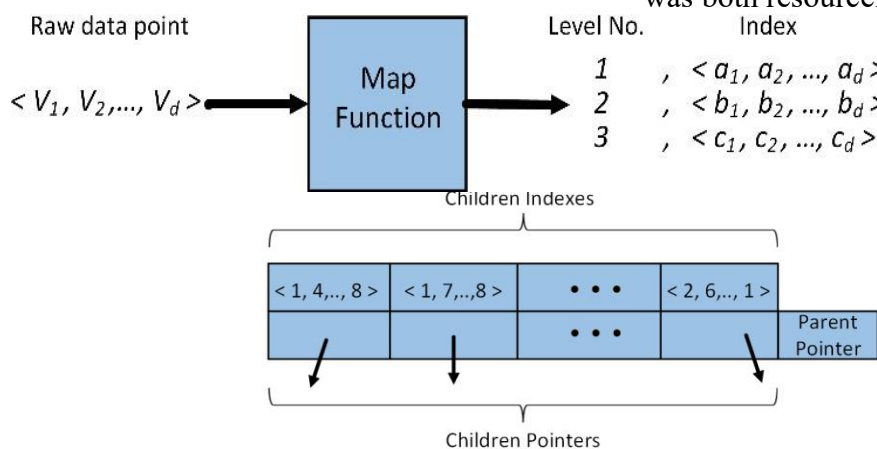 was both resource
Raw data point
Level No. Index
< V1, V2,..., Vd >
Map
Function
1 , < a1, a2, ..., ad >
2 , < b1, b2, ..., bd >
3 , < c1, c2, ..., cd >
Children Indexes
< 1, 4,.., 8 > < 1, 7,..,8 > • • • < 2, 6,.., 1 >
• • • Parent
Pointer
Children Pointers